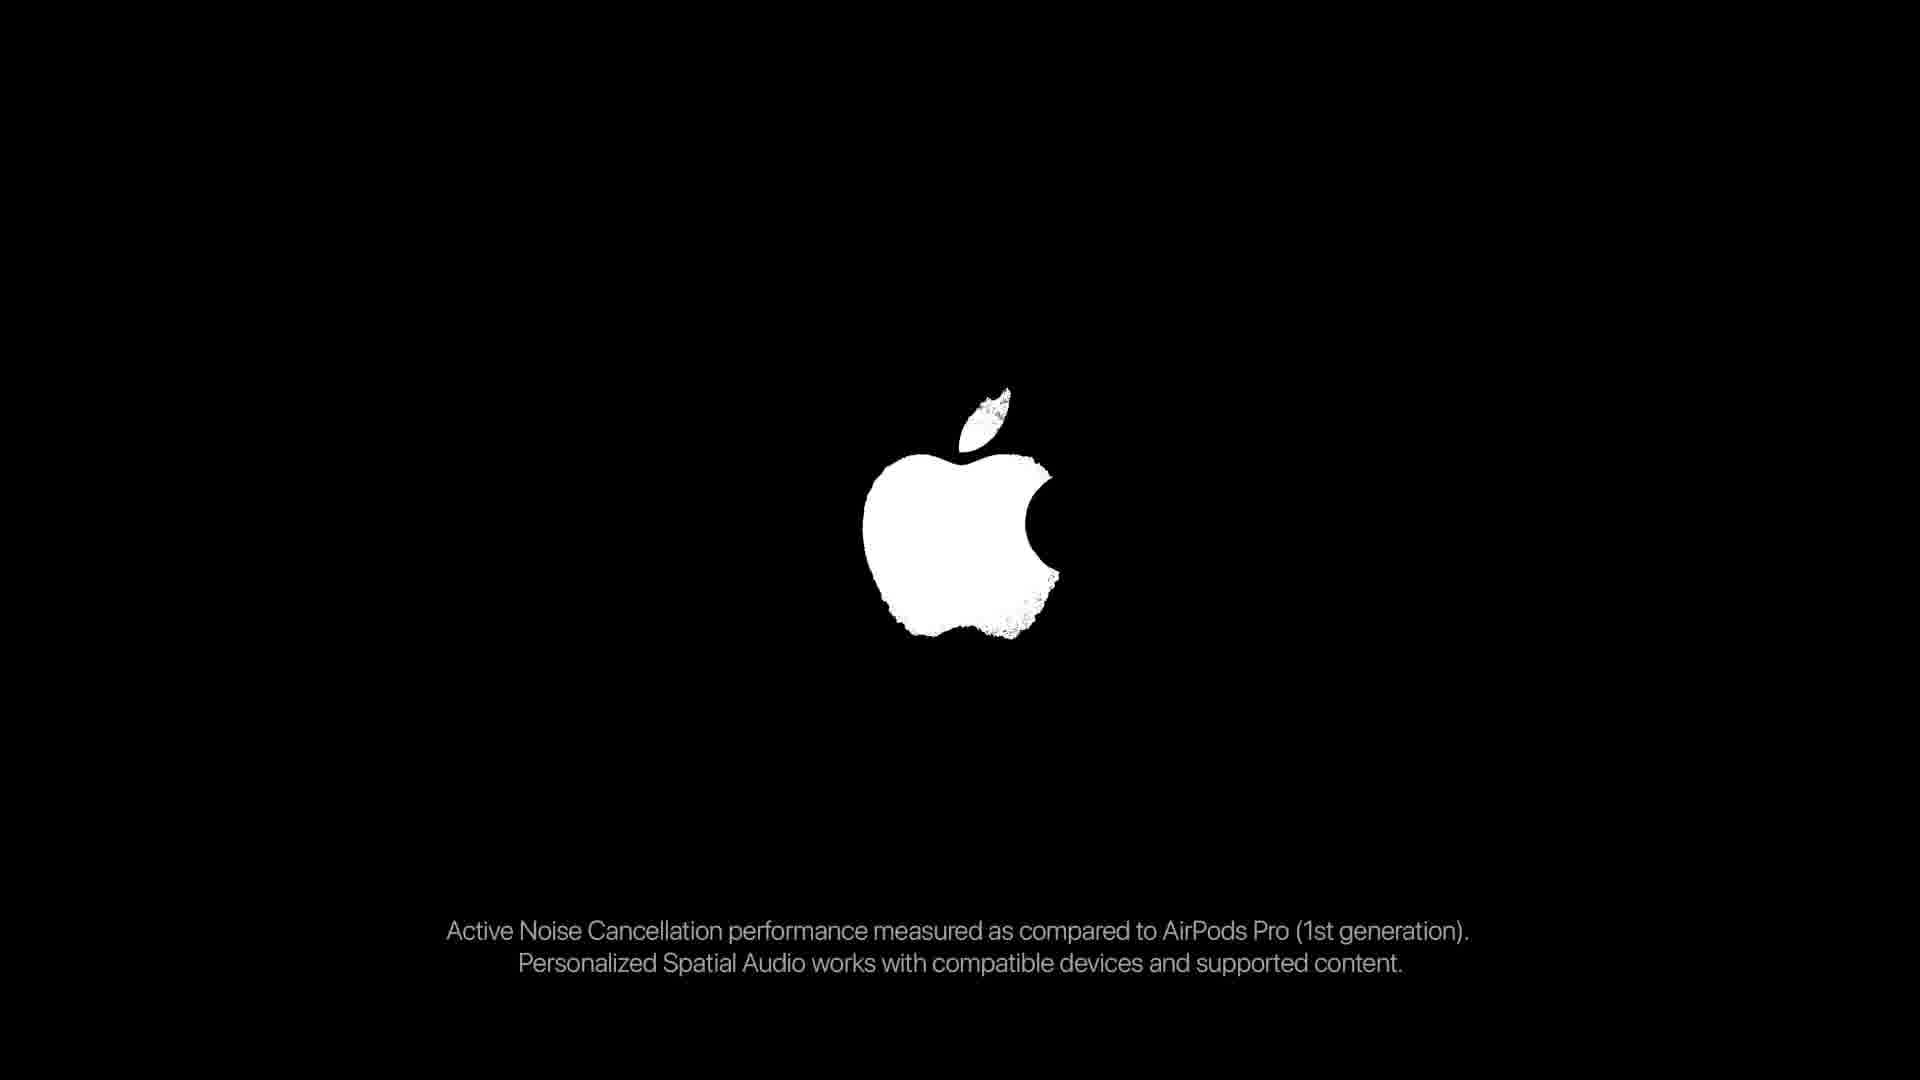 Active Noise Cancellation performance measured as compared to AirPods Pro (1st generation).
Personalized Spatial Audio works with compatible devices and supported content.